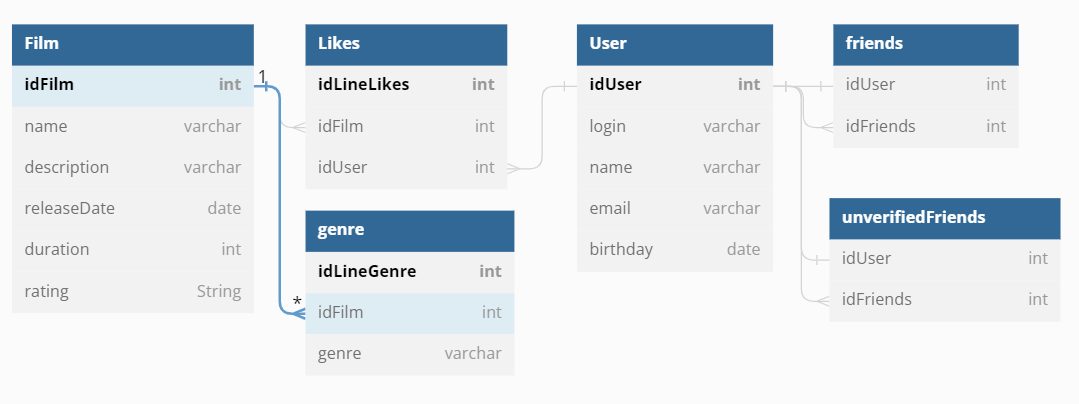 Film
idFilm int
name varchar
description varchar
releaseDate date
duration int
rating String
1
*
Likes
idLineLikes int
idFilm int
idUser int
genre
idLineGenre int
idFilm int
genre varchar
User
idUser int
login varchar
name varchar
email varchar
birthday date
friends
idUser int
idFriends int
unverifiedFriends
idUser int
idFriends int